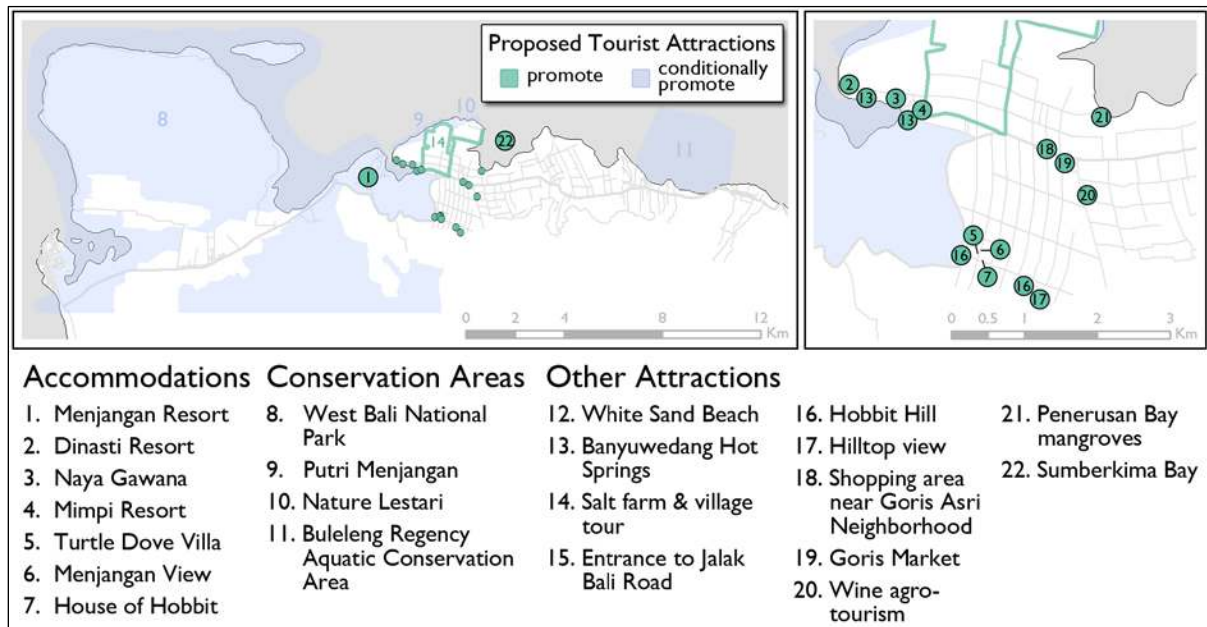 Proposed Tourist Attractions
promote
conditionally
promote
8
9
10
14
22
11
1
0 2 4 8 12
Km
2
13
3
4
13
21
18
19
20
5
6
16
7
16
17
0 0.5 1 2 3
Km
Accommodations
1. Menjangan Resort
2. Dinasti Resort
3. Naya Gawana
4. Mimpi Resort
5. Turtle Dove Villa
6. Menjangan View
7. House of Hobbit
Conservation Areas
8. West Bali National
Park
9. Putri Menjangan
10. Nature Lestari
11. Buleleng Regency
Aquatic Conservation
Area
Other Attractions
12. White Sand Beach
13. Banyuwedang Hot
Springs
14. Salt farm & village
tour
15. Entrance to Jalak
Bali Road
16. Hobbit Hill
17. Hilltop view
18. Shopping area
near Goris Asri
Neighborhood
19. Goris Market
20. Wine agro-
tourism
21. Penerusan Bay
mangroves
22. Sumberkima Bay